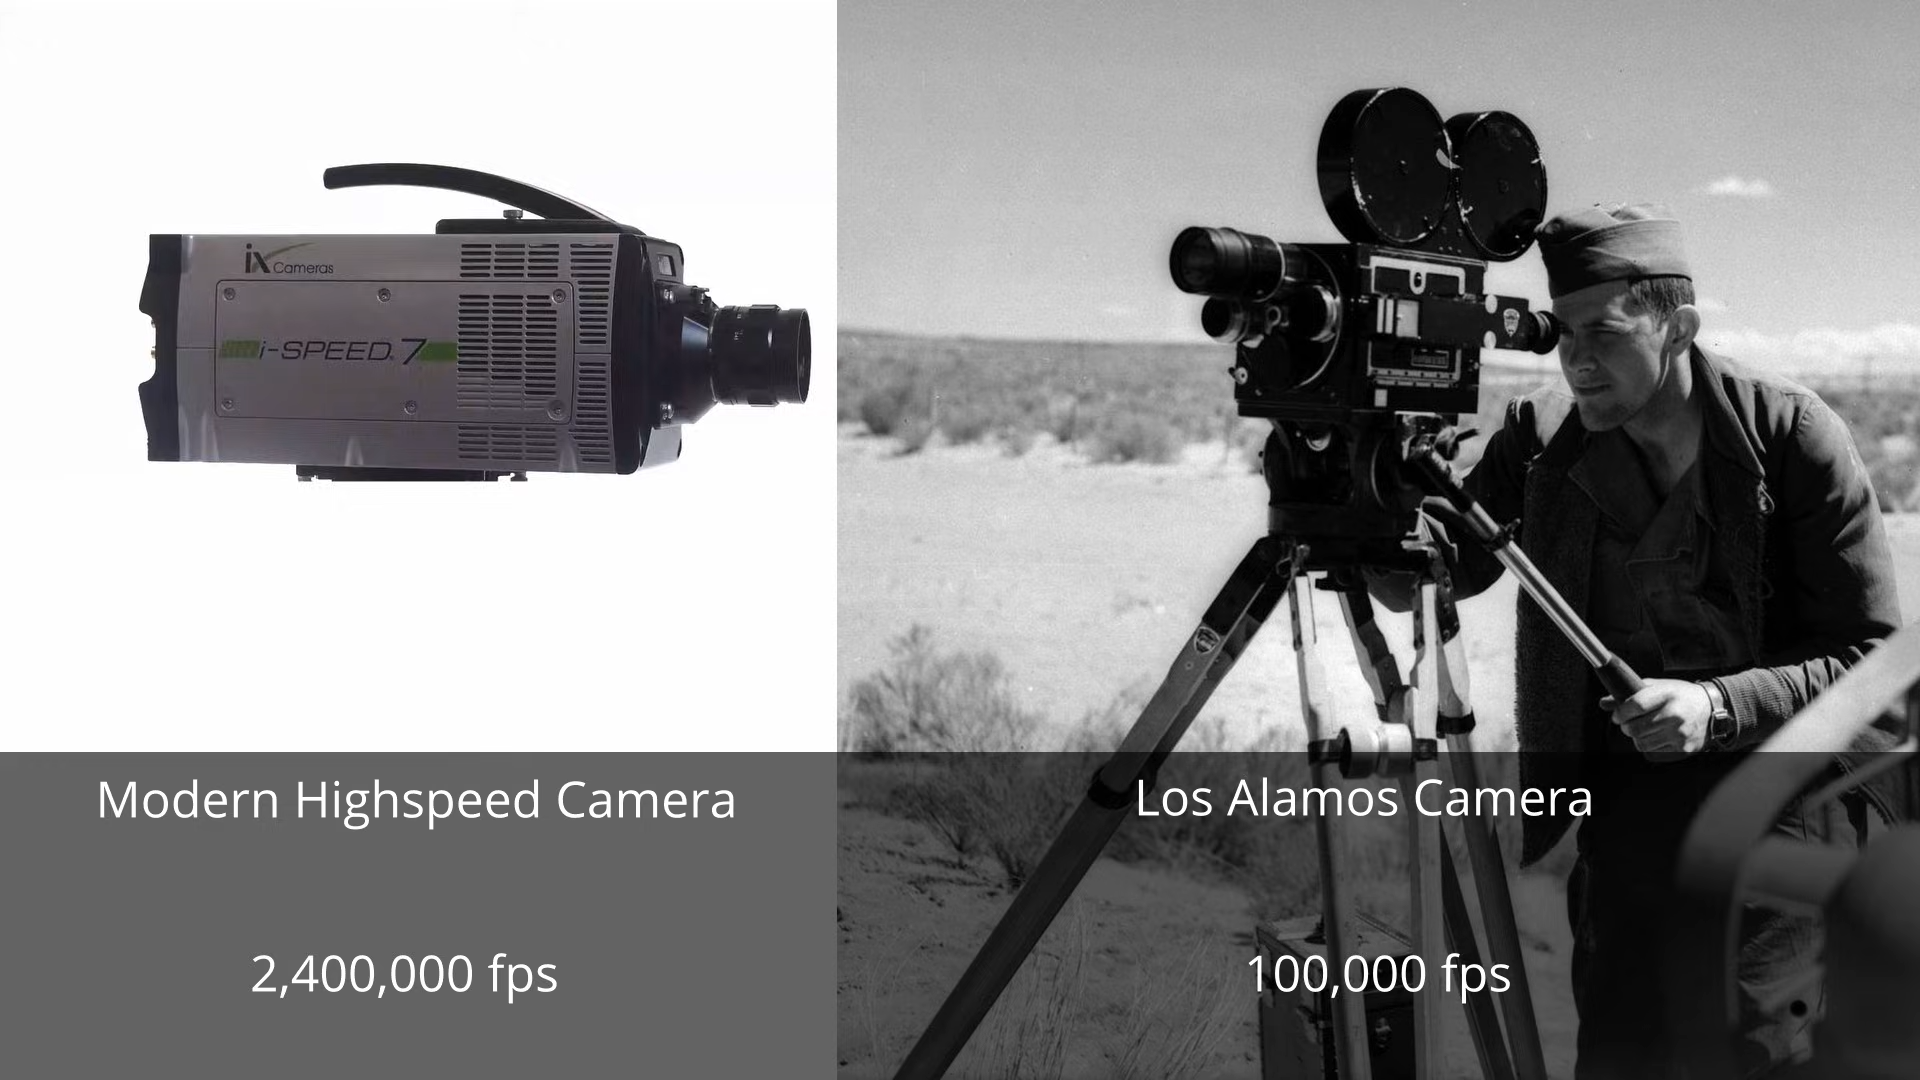 ix Cameras
i-SPEED 7
Modern Highspeed Camera
2,400,000 fps
Los Alamos Camera
100,000 fps